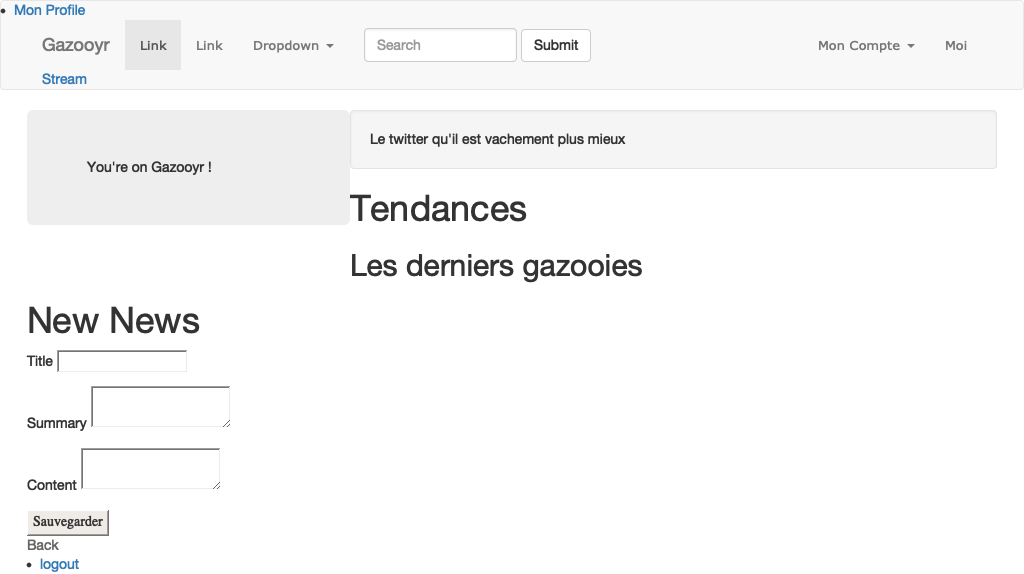 Mon Profile
Gazooyr Link Link Dropdown Search Submit Mon Compte Moi
Stream
You're on Gazooyr !
Le twitter qu'il est vachement plus mieux
Tendances
Les derniers gazooies
New News
Title
Summary
Content
Sauvegarder
Back
logout